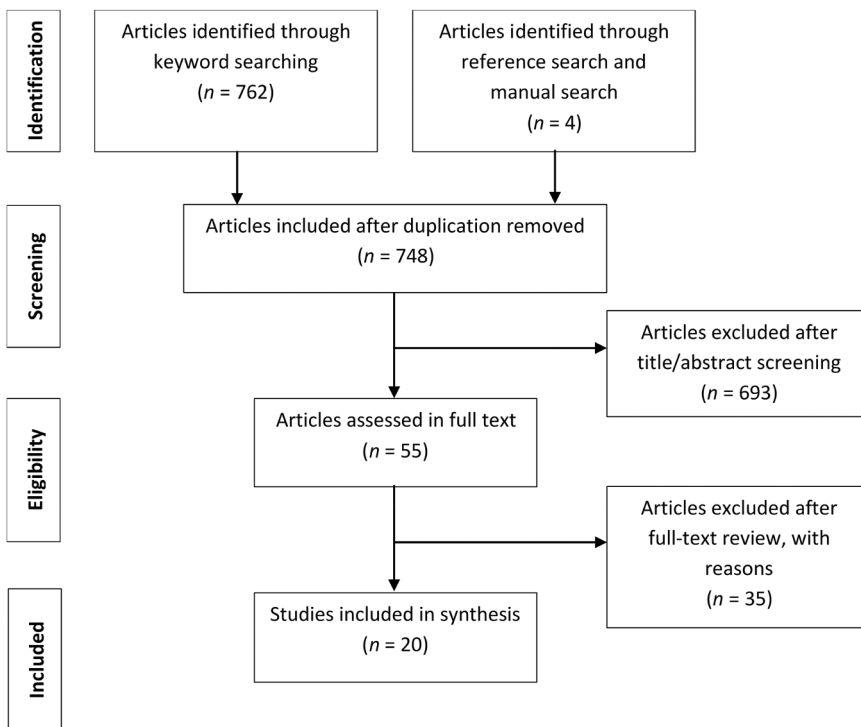 Identification
Articles identified through
keyword searching
(n = 762)
Articles identified through
reference search and
manual search
(n = 4)
Screening
Articles included after duplication removed
(n = 748)
Articles excluded after
title/abstract screening
(n = 693)
Eligibility
Articles assessed in full text
(n = 55)
Articles excluded after
full-text review, with
reasons
(n = 35)
Included
Studies included in synthesis
(n = 20)